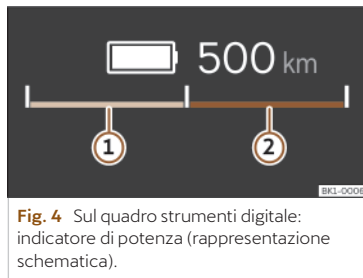 500 km
1 2
BK1-0006
Fig. 4 Sul quadro strumenti digitale:
indicatore di potenza (rappresentazione
schematica).